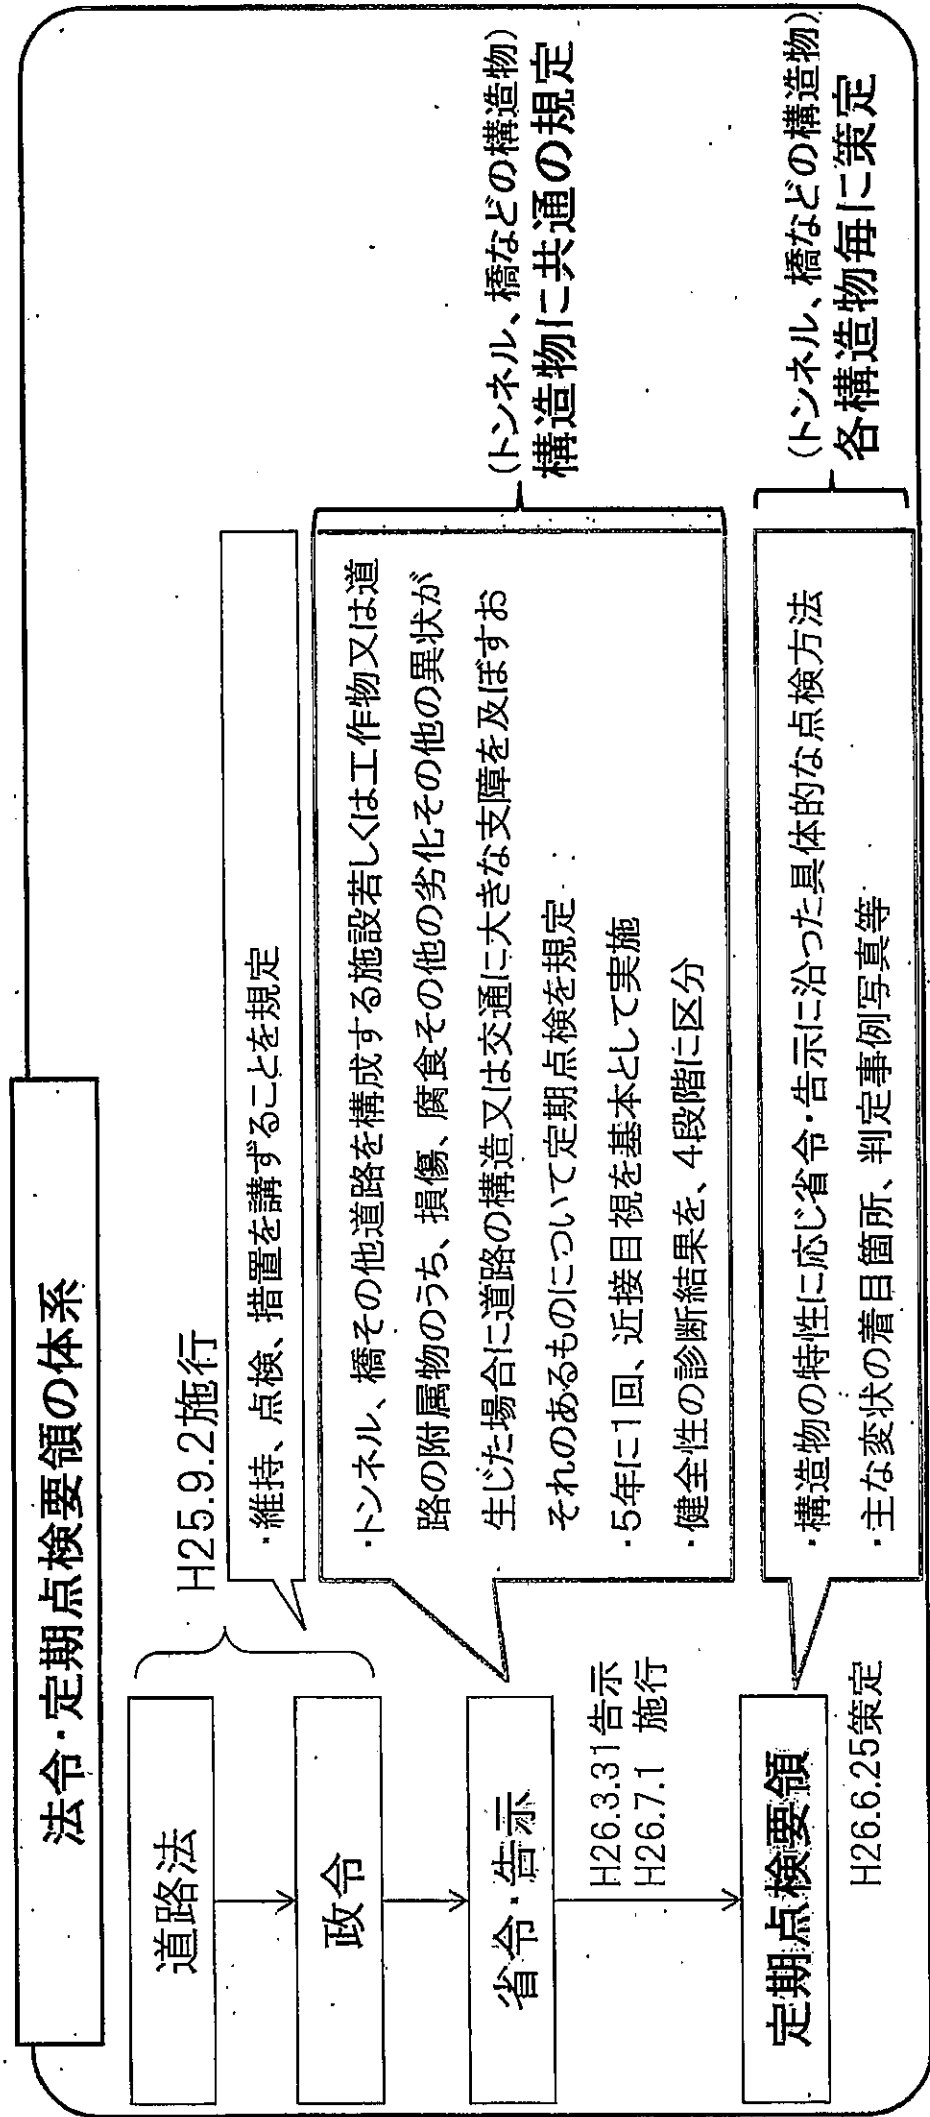 法令・定期点検要領の体系
道路法
政令
H25.9.2施行
・維持、点検、措置を講ずることを規定
省令・告示
H26.3.31告示
H26.7.1 施行
・トンネル、橋その他道路を構成する施設若しくは工作物又は道
路の附属物のうち、損傷、腐食その他の劣化その他の異状が
生じた場合に道路の構造又は交通に大きな支障を及ぼすお
それのあるものについて定期点検を規定
・5年に1回、近接目視を基本として実施
・健全性の診断結果を、4段階に区分
(トンネル、橋などの構造物)
構造物に共通の規定
定期点検要領
H26.6.25策定
・構造物の特性に応じ省令・告示に沿った具体的な点検方法
・主な変状の着目箇所、判定事例写真等
(トンネル、橋などの構造物)
各構造物毎に策定